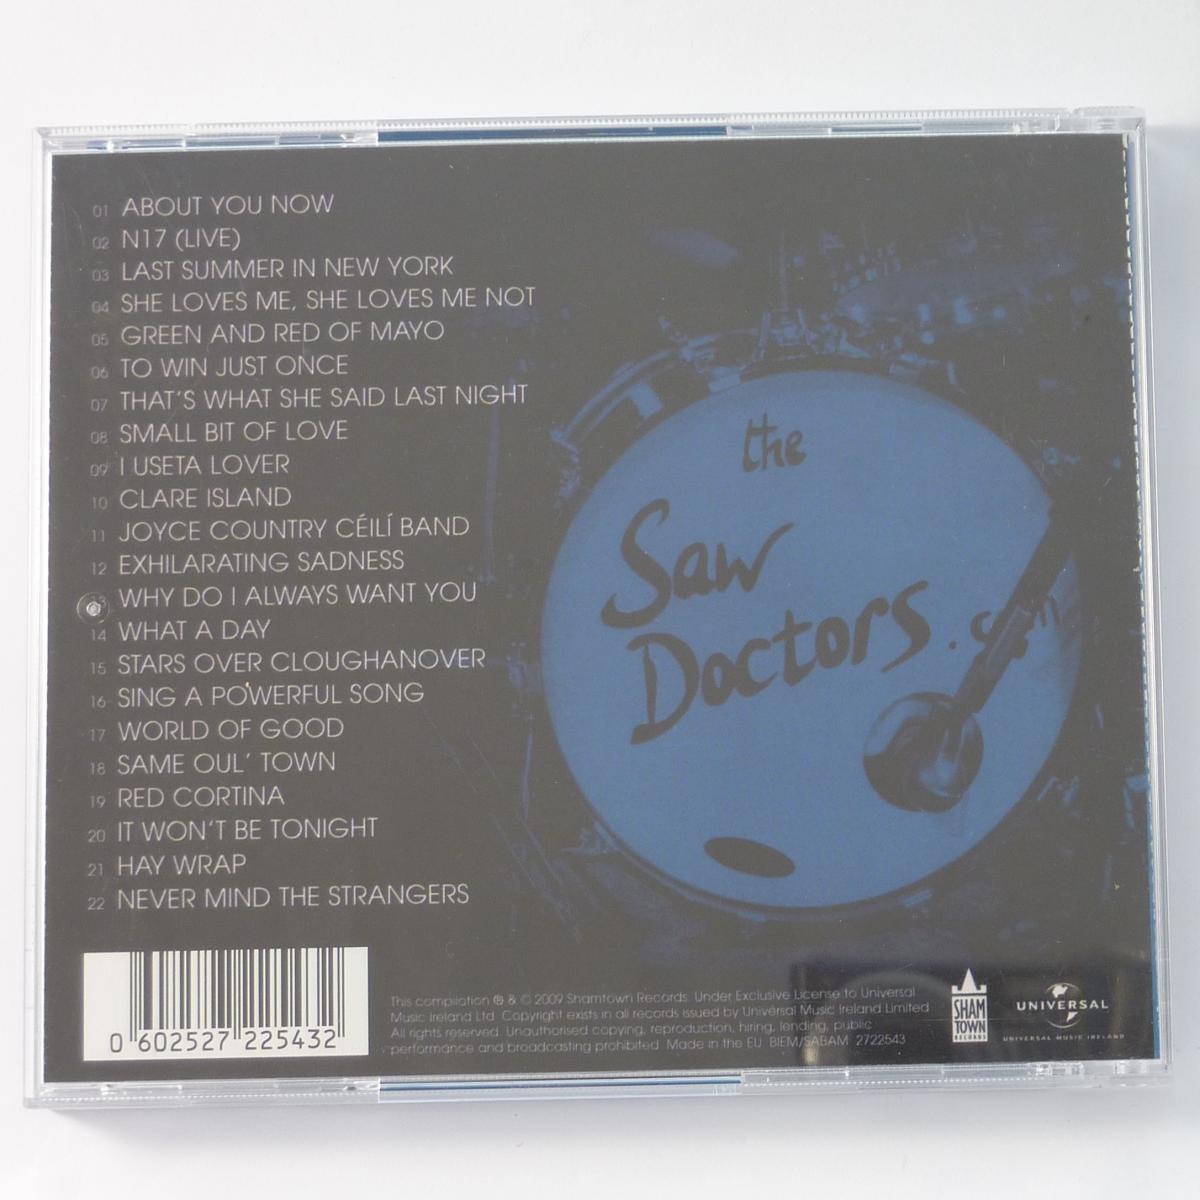 01 ABOUT YOU NOW
02 N17 (LIVE)
03 LAST SUMMER IN NEW YORK
04 SHE LOVES ME, SHE LOVES ME NOT
05 GREEN AND RED OF MAYO
06 TO WIN JUST ONCE
07 THAT'S WHAT SHE SAID LAST NIGHT
08 SMALL BIT OF LOVE
09 I USETA LOVER
10 CLARE ISLAND
11 JOYCE COUNTRY CÉILÍ BAND
12 EXHILARATING SADNESS
13 WHY DO I ALWAYS WANT YOU
14 WHAT A DAY
15 STARS OVER CLOUGHANOVER
16 SING A POWERFUL SONG
17 WORLD OF GOOD
18 SAME OUL' TOWN
19 RED CORTINA
20 IT WON'T BE TONIGHT
21 HAY WRAP
22 NEVER MIND THE STRANGERS
the
Saw
Doctors.com
0 602527 225432
This compilation ℗ & © 2009 Shamtown Records. Under Exclusive License to Universal
Music Ireland Ltd. Copyright exists in all records issued by Universal Music Ireland Limited
All rights reserved. Unauthorised copying, reproduction, hiring, lending, public
performance and broadcasting prohibited. Made in the EU. BIEM/SABAM 2722543
SHAM
TOWN
RECORDS
UNIVERSAL
UNIVERSAL MUSIC IRELAND